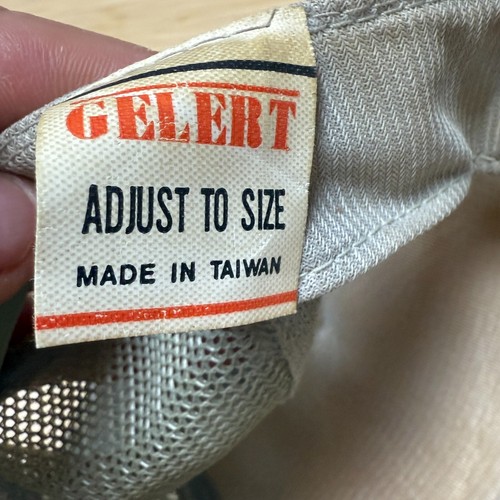 GELERT
ADJUST TO SIZE
MADE IN TAIWAN